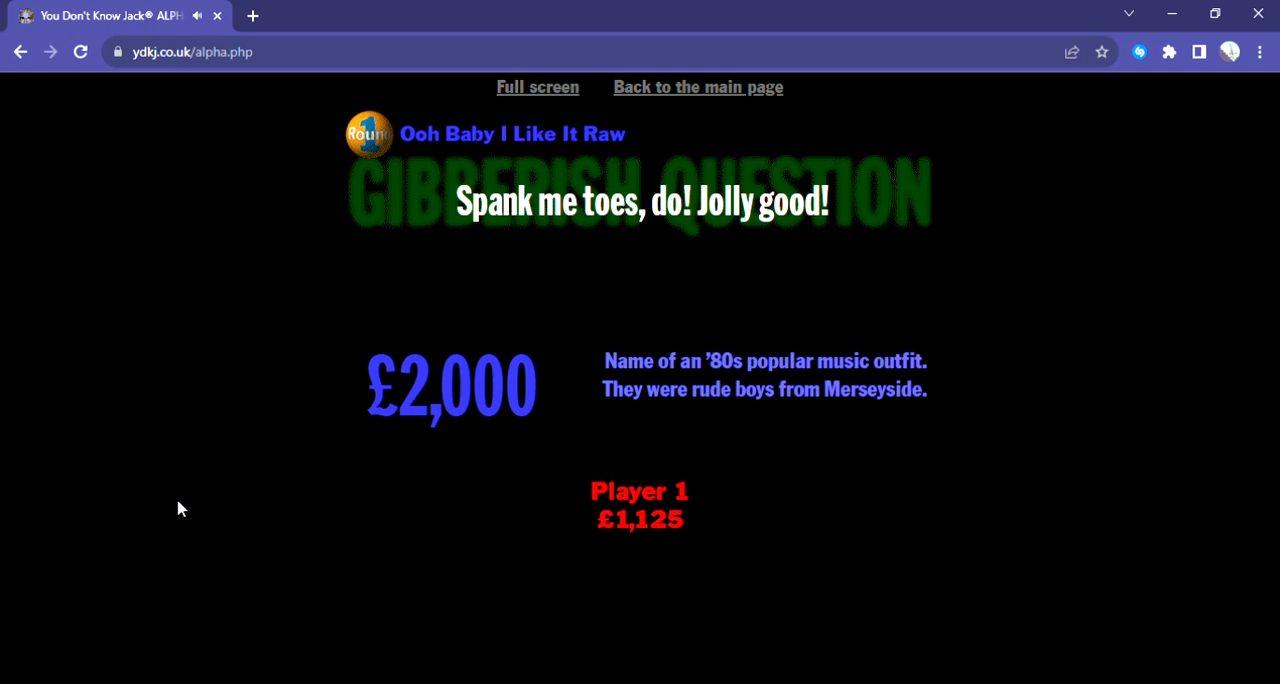 You Don't Know Jack® ALPH
ydkj.co.uk/alpha.php
Full screen Back to the main page
Round 1 Ooh Baby I Like It Raw
GIBBERISH QUESTION
Spank me toes, do! Jolly good!
£2,000
Name of an ’80s popular music outfit.
They were rude boys from Merseyside.
Player 1
£1,125